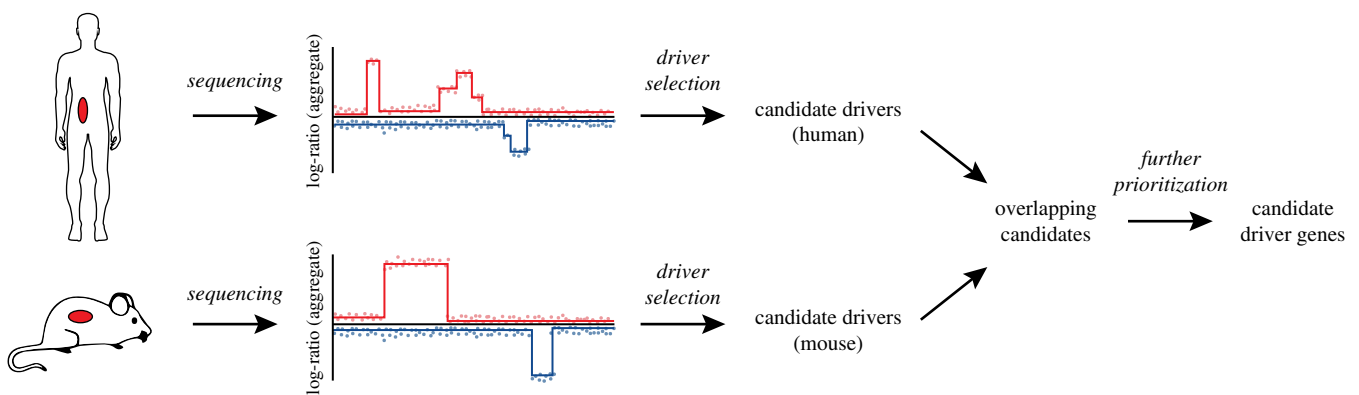 sequencing
log-ratio (aggregate)
driver
selection
candidate drivers
(human)
sequencing
log-ratio (aggregate)
driver
selection
candidate drivers
(mouse)
overlapping
candidates
further
prioritization
candidate
driver genes